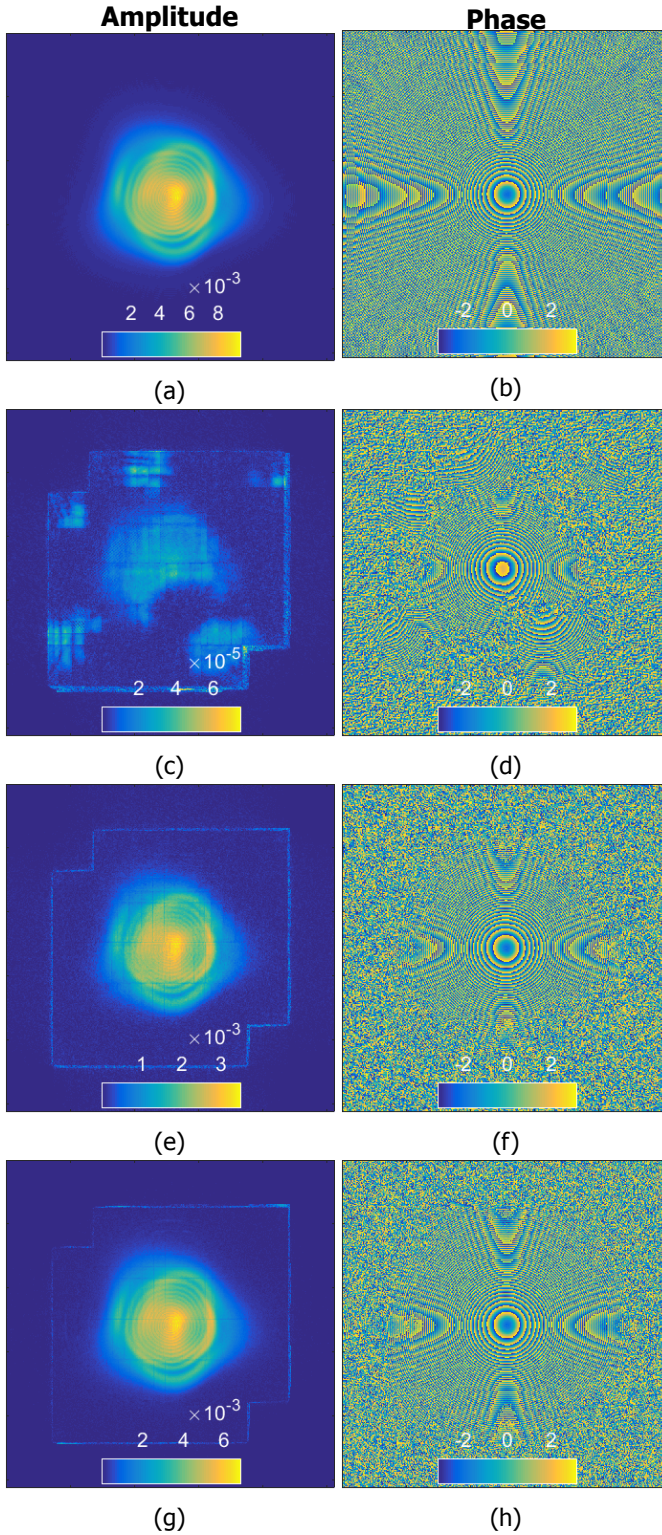 Amplitude Phase
×10-3
2 4 6 8 -2 0 2
(a) (b)
×10-5
2 4 6 -2 0 2
(c) (d)
×10-3
1 2 3 -2 0 2
(e) (f)
×10-3
2 4 6 -2 0 2
(g) (h)